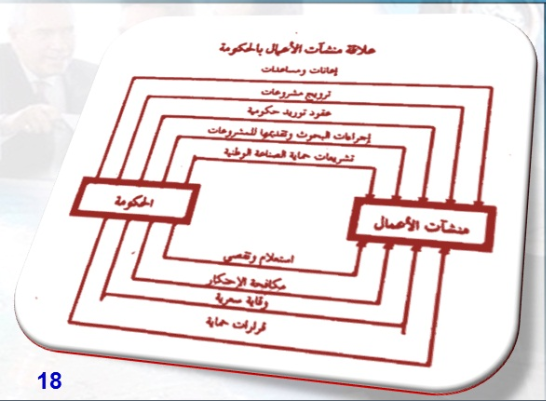 علاقة منشآت الأعمال بالحكومة
إعانات ومساعدات
ترويج مشروعات
عقود توريد حكومية
إجراءات البحوث وتقديمها للمشروعات
تشريعات حماية الصناعة الوطنية
الحكومة
منشآت الأعمال
استعلام وتقصي
مكافحة الاحتكار
وقاية سعرية
قرارات حماية
18